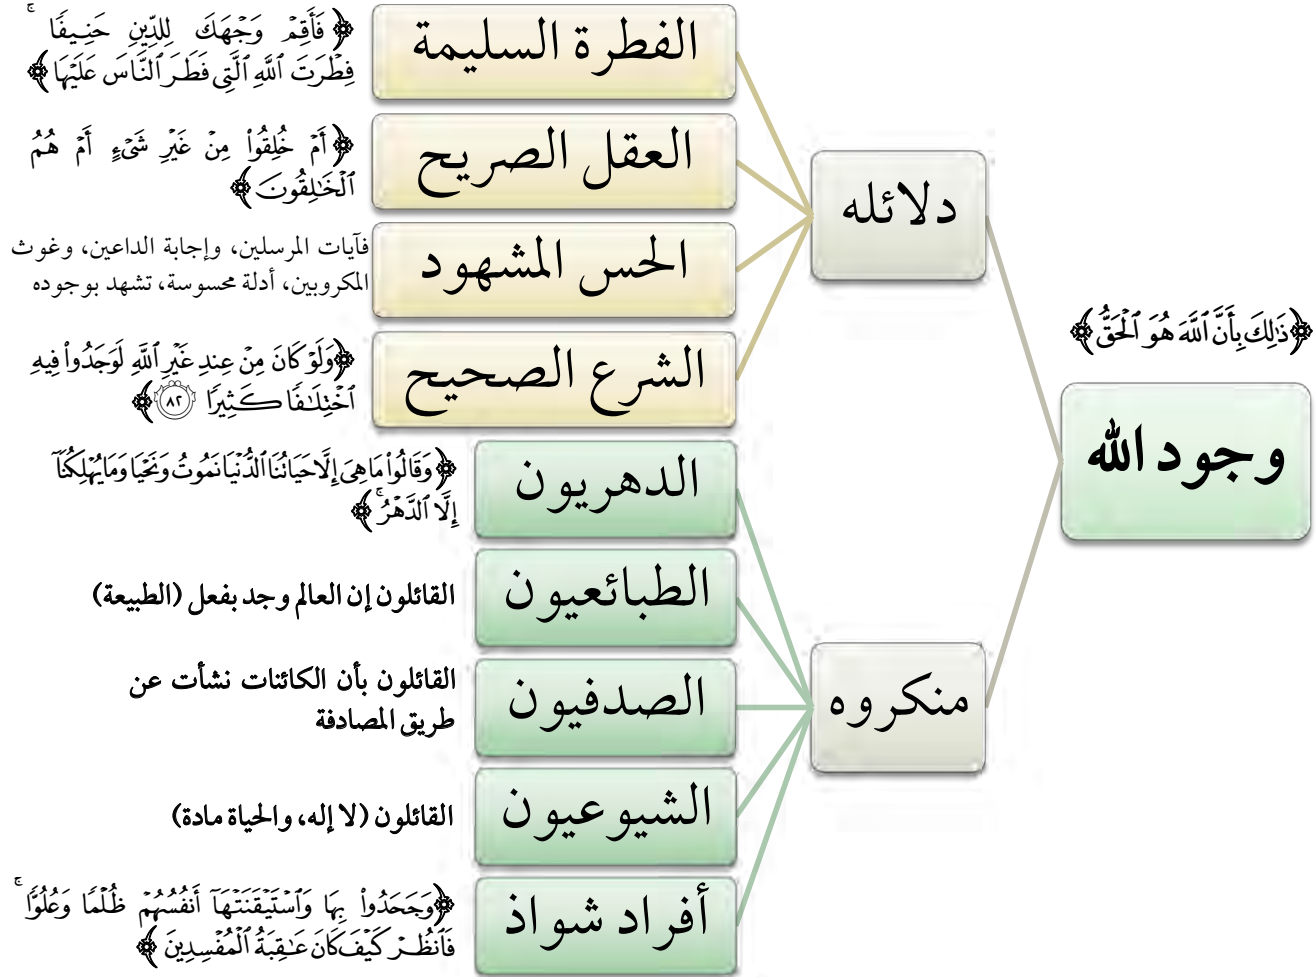 ﴿ذَٰلِكَ بِأَنَّ ٱللَّهَ هُوَ ٱلۡحَقُّ﴾
وجود الله
دلائله
الفطرة السليمة
﴿فَأَقِمۡ وَجۡهَكَ لِلدِّينِ حَنِيفٗاۚ
فِطۡرَتَ ٱللَّهِ ٱلَّتِي فَطَرَ ٱلنَّاسَ عَلَيۡهَا﴾
العقل الصريح
﴿أَمۡ خُلِقُواْ مِنۡ غَيۡرِ شَيۡءٍ أَمۡ هُمُ
ٱلۡخَٰلِقُونَ﴾
الحس المشهود
فآيات المرسلين، وإجابة الداعين، وغوث
المكروبين، أدلة محسوسة، تشهد بوجوده
الشرع الصحيح
﴿وَلَوۡ كَانَ مِنۡ عِندِ غَيۡرِ ٱللَّهِ لَوَجَدُواْ فِيهِ
ٱخۡتِلَٰفٗا كَثِيرٗا ٨٢﴾
منكروه
الدهريون
﴿وَقَالُواْ مَا هِيَ إِلَّا حَيَاتُنَا ٱلدُّنۡيَا نَمُوتُ وَنَحۡيَا وَمَا يُهۡلِكُنَآ
إِلَّا ٱلدَّهۡرُۚ﴾
الطبائعيون
القائلون إن العالم وجد بفعل (الطبيعة)
الصدفيون
القائلون بأن الكائنات نشأت عن
طريق المصادفة
الشيوعيون
القائلون (لا إله، والحياة مادة)
أفراد شواذ
﴿وَجَحَدُواْ بِهَا وَٱسۡتَيۡقَنَتۡهَآ أَنفُسُهُمۡ ظُلۡمٗا وَعُلُوّٗاۚ
فَٱنظُرۡ كَيۡفَ كَانَ عَٰقِبَةُ ٱلۡمُفۡسِدِينَ﴾